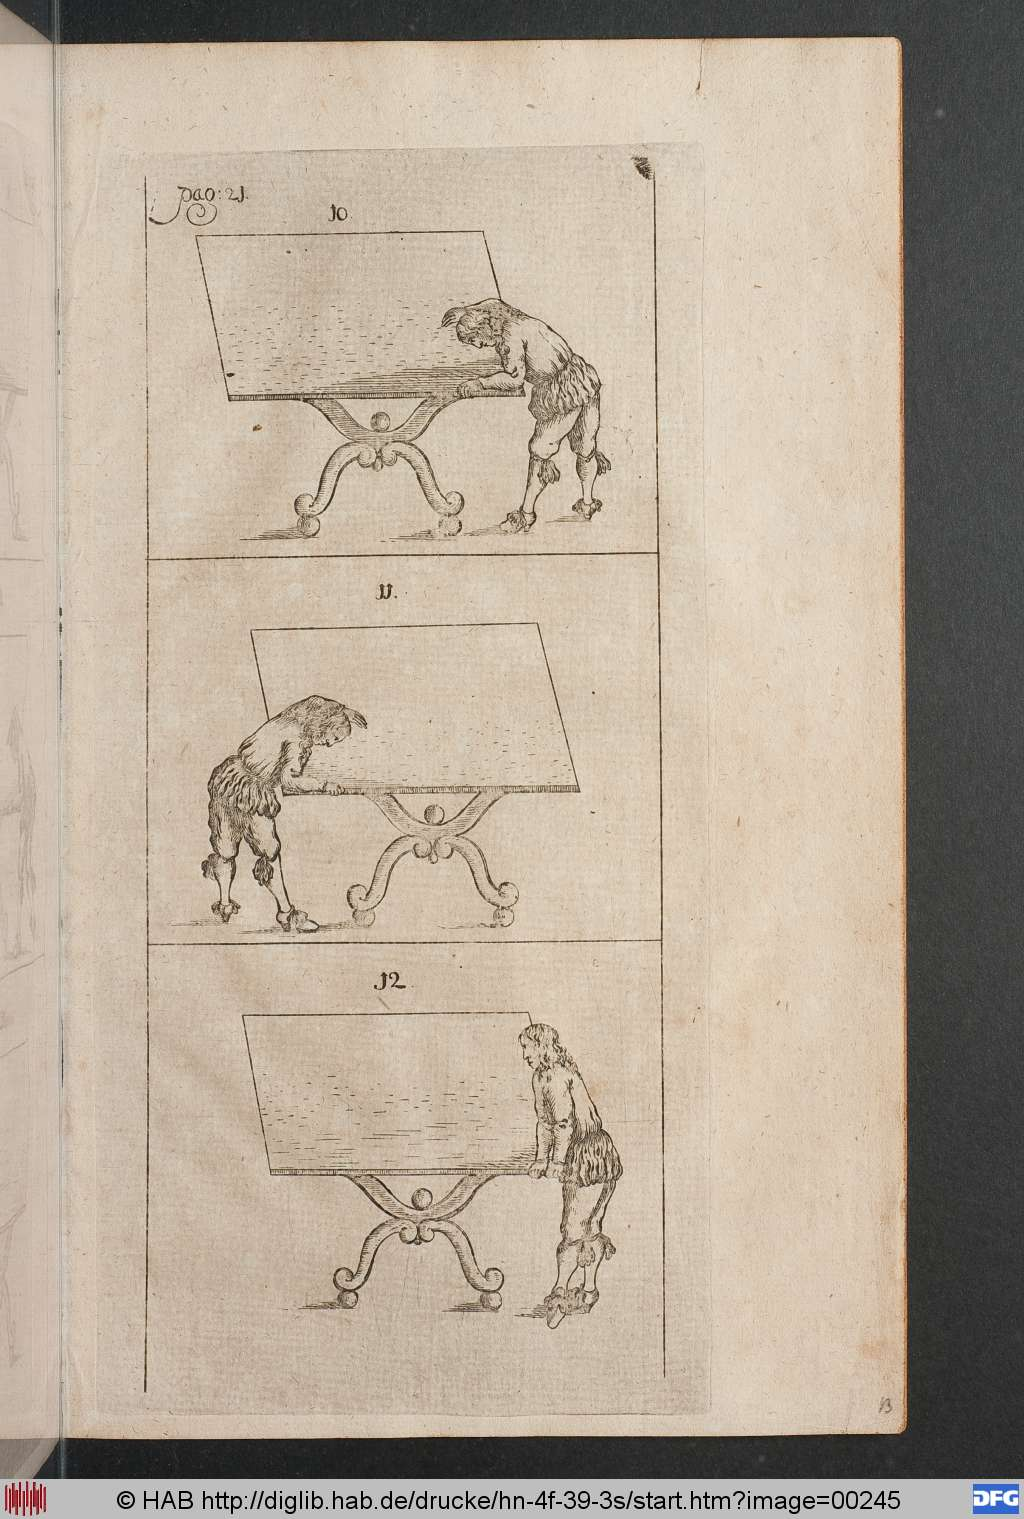 pag: 21.
10.
11.
12
B
© HAB http://diglib.hab.de/drucke/hn-4f-39-3s/start.htm?image=00245
DFG